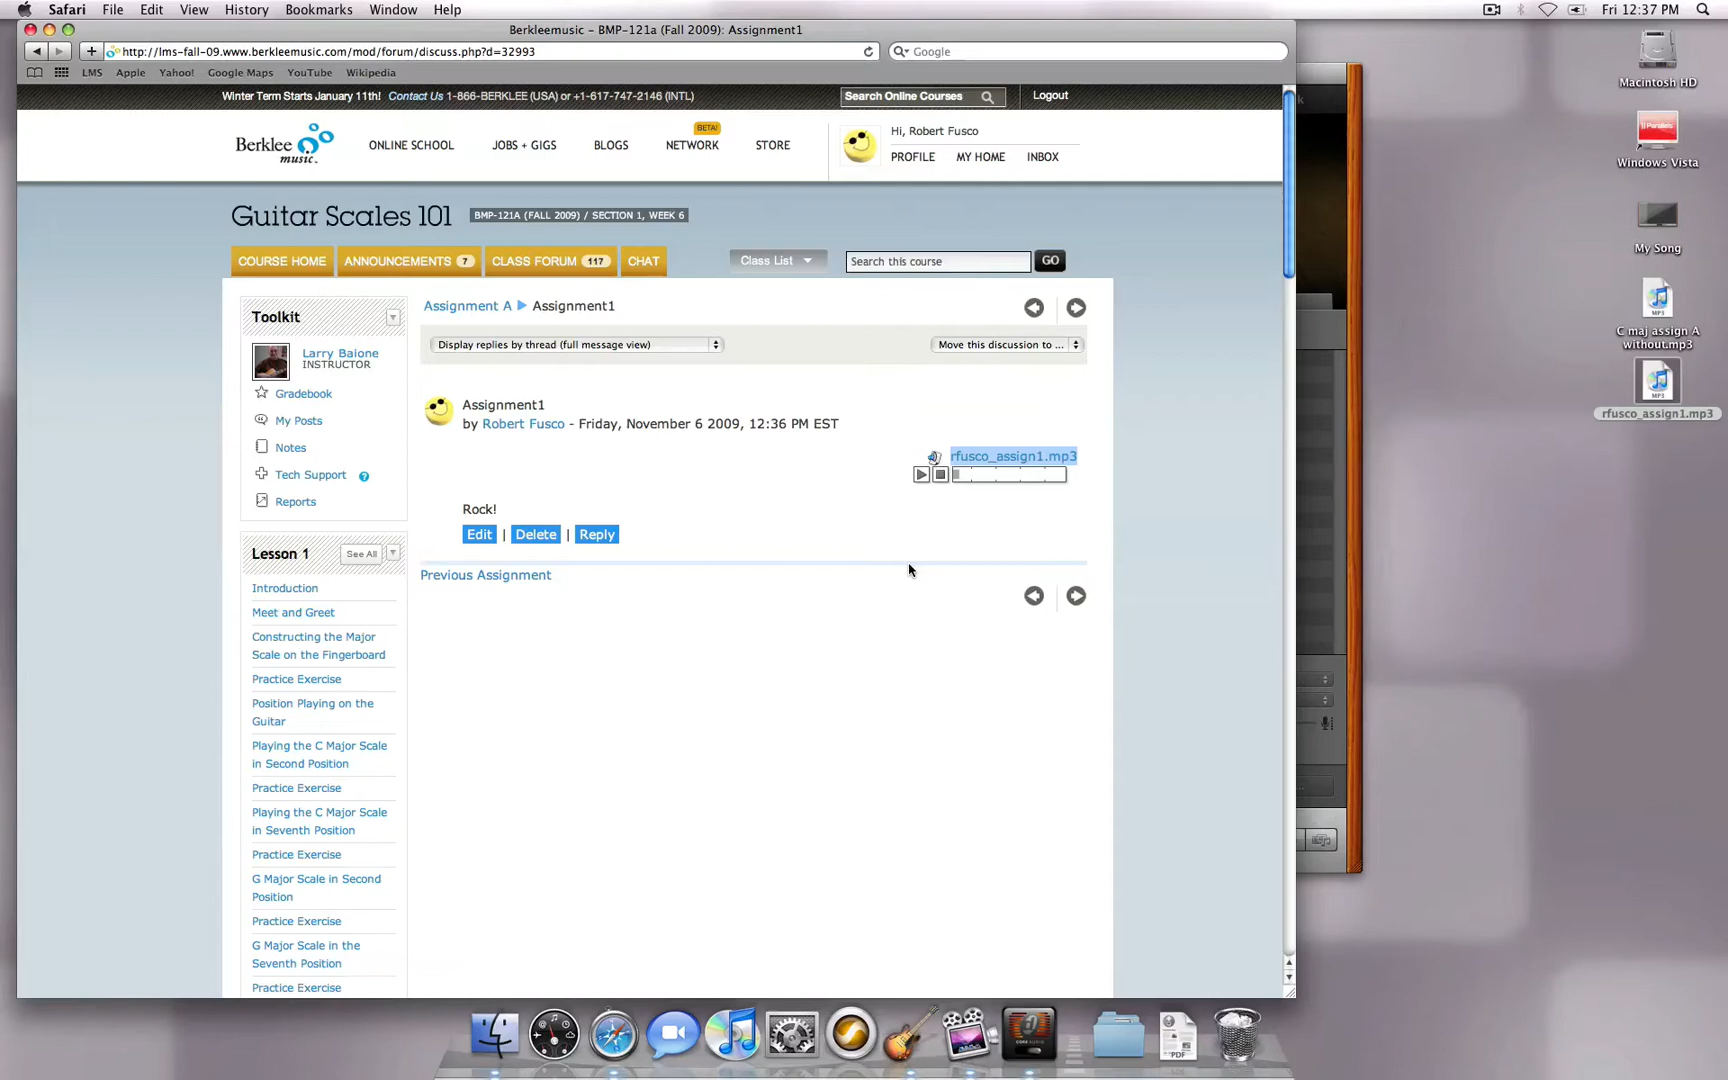 Safari File Edit View History Bookmarks Window Help Fri 12:37 PM
Berkleemusic – BMP-121a (Fall 2009): Assignment1
http://lms-fall-09.www.berkleemusic.com/mod/forum/discuss.php?d=32993
Google
LMS Apple Yahoo! Google Maps YouTube Wikipedia
Winter Term Starts January 11th! Contact Us 1-866-BERKLEE (USA) or +1-617-747-2146 (INTL)
Search Online Courses
Logout
Berklee music
ONLINE SCHOOL JOBS + GIGS BLOGS NETWORK STORE
BETA!
Hi, Robert Fusco
PROFILE MY HOME INBOX
Guitar Scales 101
BMP-121A (FALL 2009) / SECTION 1, WEEK 6
COURSE HOME ANNOUNCEMENTS 7 CLASS FORUM 117 CHAT
Class List
Search this course GO
Toolkit
Larry Baione
INSTRUCTOR
Gradebook
My Posts
Notes
Tech Support ?
Reports
Lesson 1 See All
Introduction
Meet and Greet
Constructing the Major
Scale on the Fingerboard
Practice Exercise
Position Playing on the
Guitar
Playing the C Major Scale
in Second Position
Practice Exercise
Playing the C Major Scale
in Seventh Position
Practice Exercise
G Major Scale in Second
Position
Practice Exercise
G Major Scale in the
Seventh Position
Practice Exercise
Assignment A Assignment1
Display replies by thread (full message view)
Move this discussion to ...
Assignment1
by Robert Fusco - Friday, November 6 2009, 12:36 PM EST
rfusco_assign1.mp3
Rock!
Edit | Delete | Reply
Previous Assignment
Macintosh HD
Parallels
Windows Vista
My Song
MP3
C maj assign A
without.mp3
MP3
rfusco_assign1.mp3
PDF